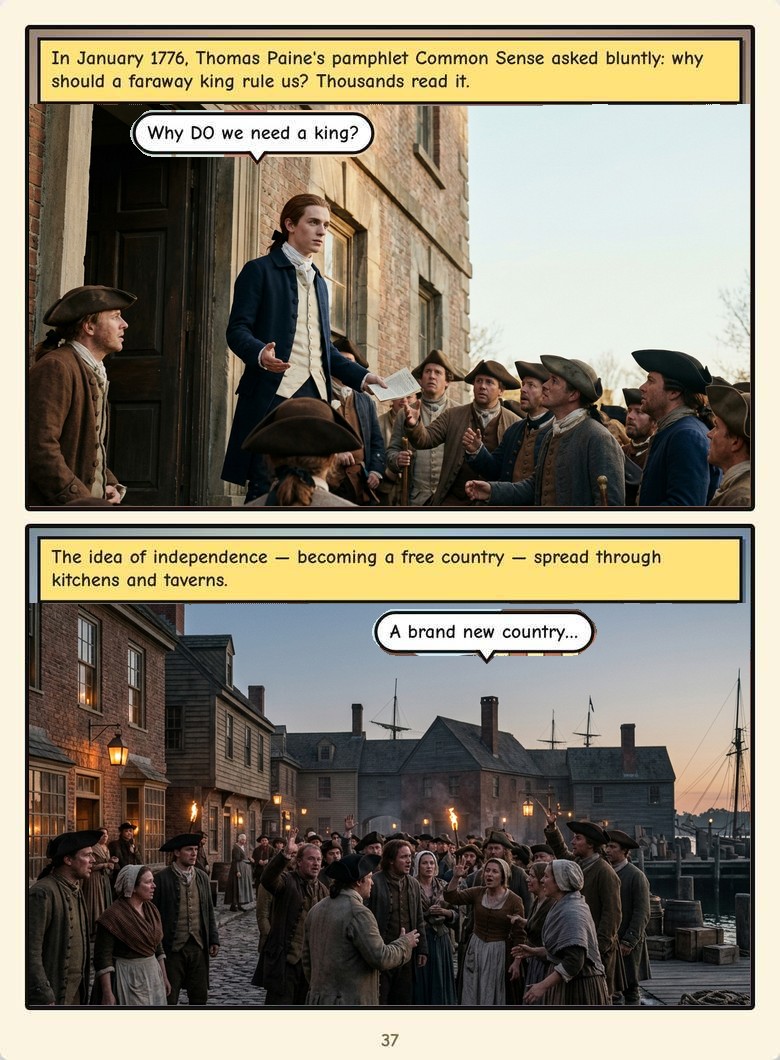 In January 1776, Thomas Paine's pamphlet Common Sense asked bluntly: why
should a faraway king rule us? Thousands read it.
Why DO we need a king?
The idea of independence — becoming a free country — spread through
kitchens and taverns.
A brand new country...
37